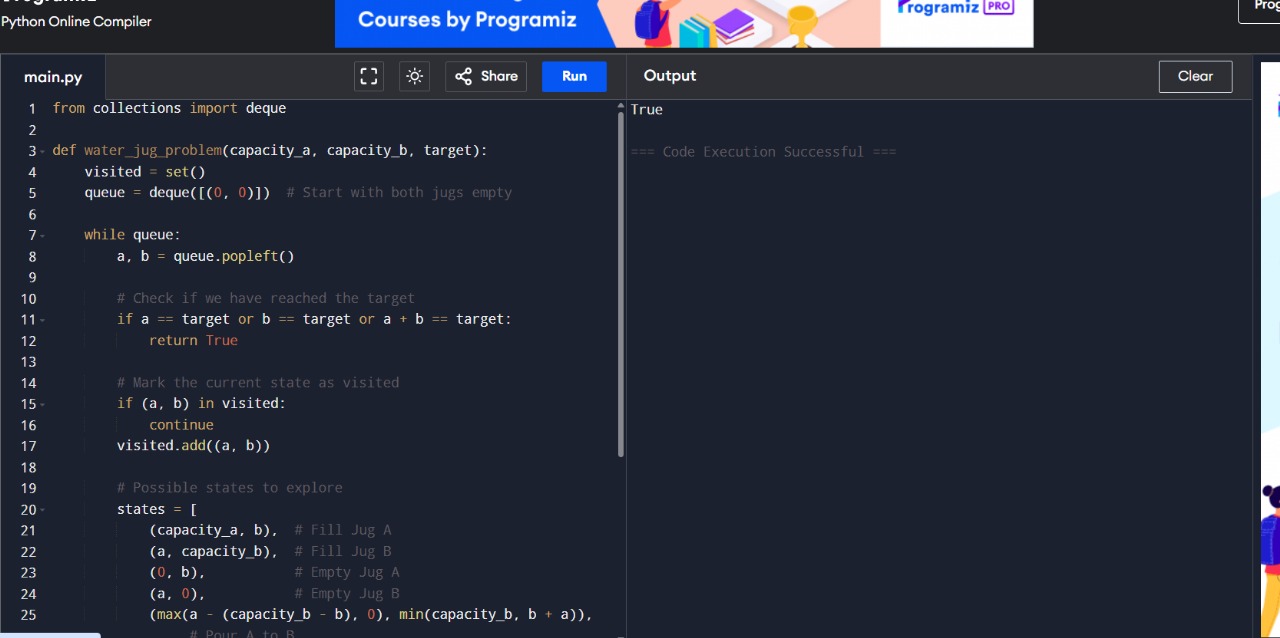 Python Online Compiler
Courses by Programiz
Programiz PRO
main.py
Share
Run
Output
Clear
1 from collections import deque
2
3 def water_jug_problem(capacity_a, capacity_b, target):
4 visited = set()
5 queue = deque([(0, 0)]) # Start with both jugs empty
6
7 while queue:
8 a, b = queue.popleft()
9
10 # Check if we have reached the target
11 if a == target or b == target or a + b == target:
12 return True
13
14 # Mark the current state as visited
15 if (a, b) in visited:
16 continue
17 visited.add((a, b))
18
19 # Possible states to explore
20 states = [
21 (capacity_a, b), # Fill Jug A
22 (a, capacity_b), # Fill Jug B
23 (0, b), # Empty Jug A
24 (a, 0), # Empty Jug B
25 (max(a - (capacity_b - b), 0), min(capacity_b, b + a)),
# Pour A to B
True
=== Code Execution Successful ===